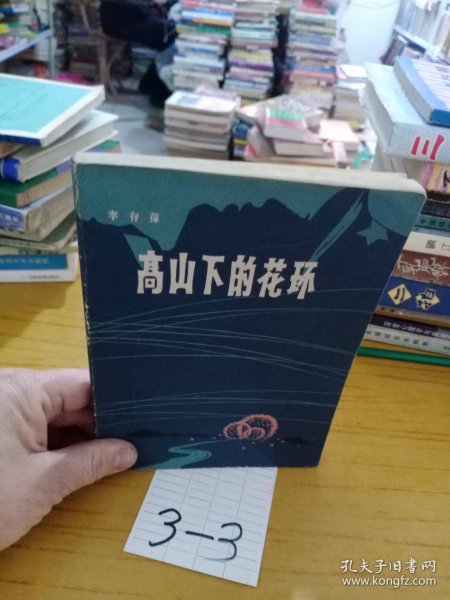 李存葆
高山下的花环
川
3-3
孔夫子旧书网
www.kongfz.com